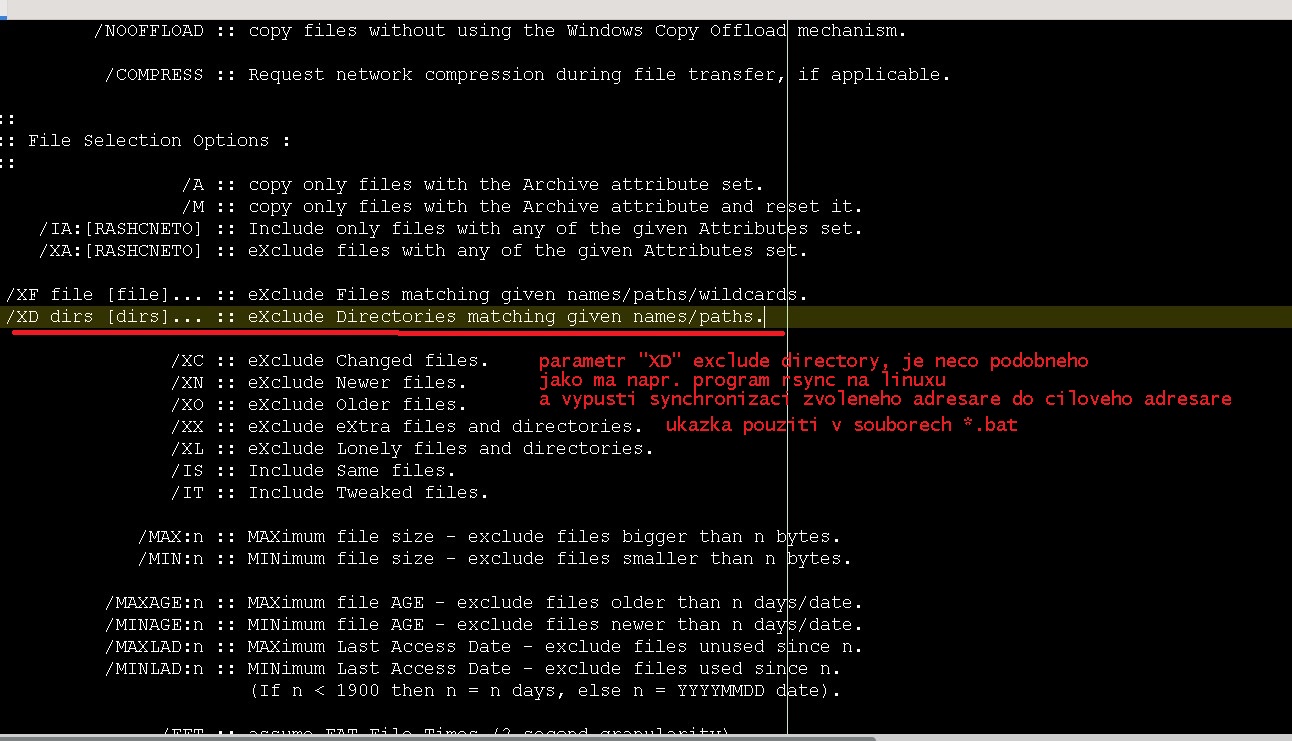 /NOOFFLOAD :: copy files without using the Windows Copy Offload mechanism.
/COMPRESS :: Request network compression during file transfer, if applicable.
::
:: File Selection Options :
::
/A :: copy only files with the Archive attribute set.
/M :: copy only files with the Archive attribute and reset it.
/IA:[RASHCNETO] :: Include only files with any of the given Attributes set.
/XA:[RASHCNETO] :: eXclude files with any of the given Attributes set.
/XF file [file]... :: eXclude Files matching given names/paths/wildcards.
/XD dirs [dirs]... :: eXclude Directories matching given names/paths.
/XC :: eXclude Changed files.
parametr "XD" exclude directory, je neco podobneho
/XN :: eXclude Newer files.
jako ma napr. program rsync na linuxu
/XO :: eXclude Older files.
a vypusti synchronizaci zvoleneho adresare do ciloveho adresare
/XX :: eXclude eXtra files and directories.
ukazka pouziti v souborech *.bat
/XL :: eXclude Lonely files and directories.
/IS :: Include Same files.
/IT :: Include Tweaked files.
/MAX:n :: MAXimum file size - exclude files bigger than n bytes.
/MIN:n :: MINimum file size - exclude files smaller than n bytes.
/MAXAGE:n :: MAXimum file AGE - exclude files older than n days/date.
/MINAGE:n :: MINimum file AGE - exclude files newer than n days/date.
/MAXLAD:n :: MAXimum Last Access Date - exclude files unused since n.
/MINLAD:n :: MINimum Last Access Date - exclude files used since n.
(If n < 1900 then n = n days, else n = YYYYMMDD date).
/FFT :: assume FAT File Times (2-second granularity)